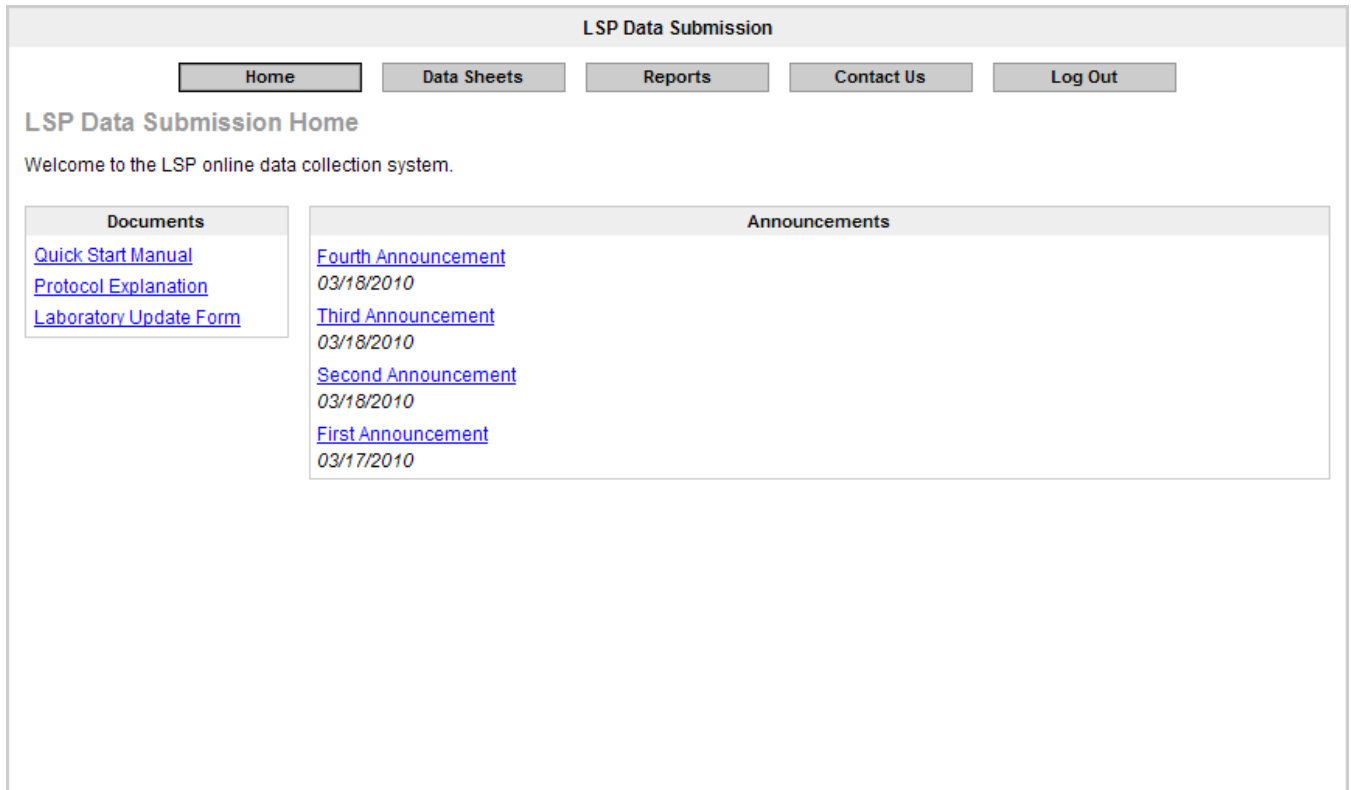 LSP Data Submission
Home Data Sheets Reports Contact Us Log Out
LSP Data Submission Home
Welcome to the LSP online data collection system.
Documents
Quick Start Manual
Protocol Explanation
Laboratory Update Form
Announcements
Fourth Announcement
03/18/2010
Third Announcement
03/18/2010
Second Announcement
03/18/2010
First Announcement
03/17/2010